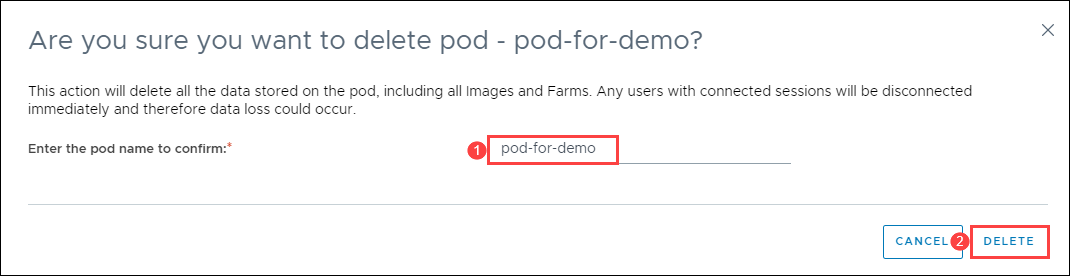 Are you sure you want to delete pod - pod-for-demo?
This action will delete all the data stored on the pod, including all Images and Farms. Any users with connected sessions will be disconnected
immediately and therefore data loss could occur.
Enter the pod name to confirm:* 1 pod-for-demo
CANCEL 2 DELETE